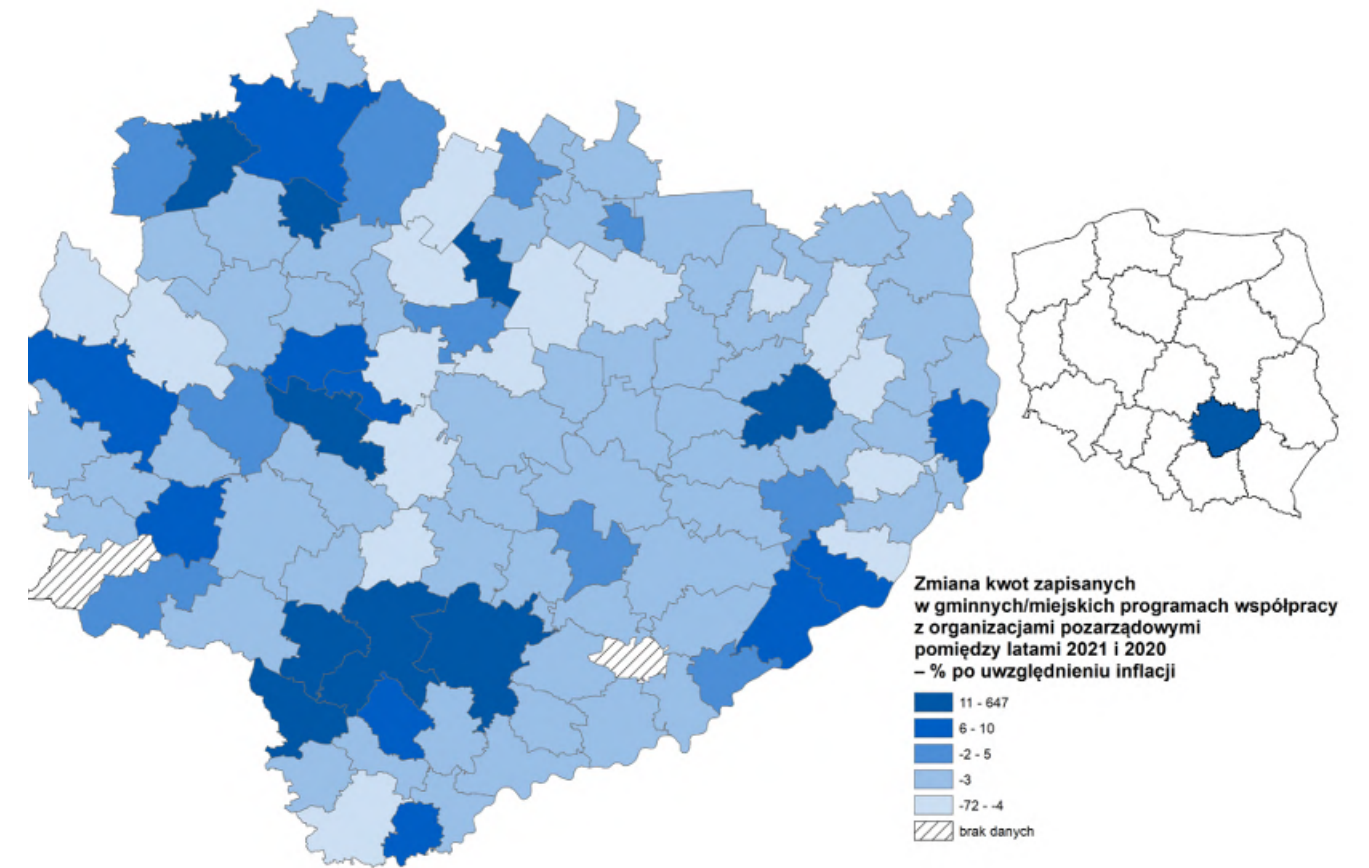 Zmiana kwot zapisanych
w gminnych/miejskich programach współpracy
z organizacjami pozarządowymi
pomiędzy latami 2021 i 2020
– % po uwzględnieniu inflacji
11 - 647
6 - 10
-2 - 5
-3
-72 - -4
brak danych